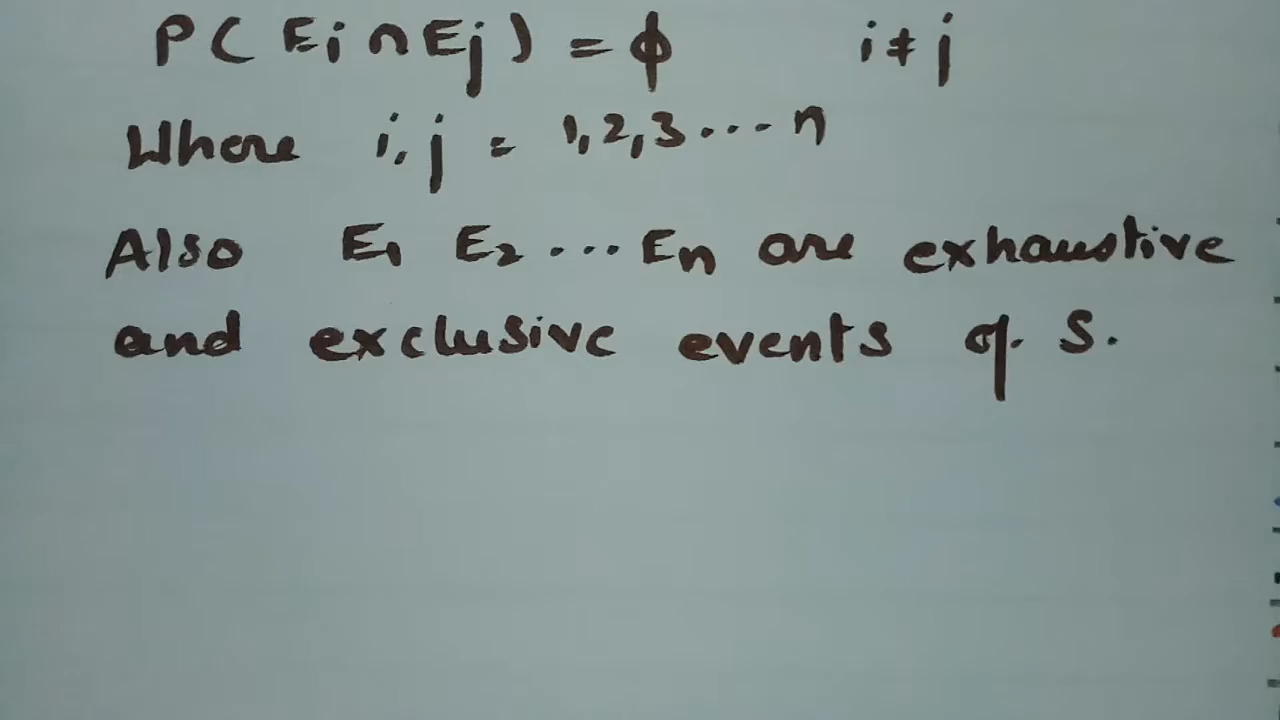 P( Ei ∩ Ej ) = ϕ i ≠ j
Where i, j = 1, 2, 3 ... n
Also E1 E2 ... En are exhaustive
and exclusive events of S.